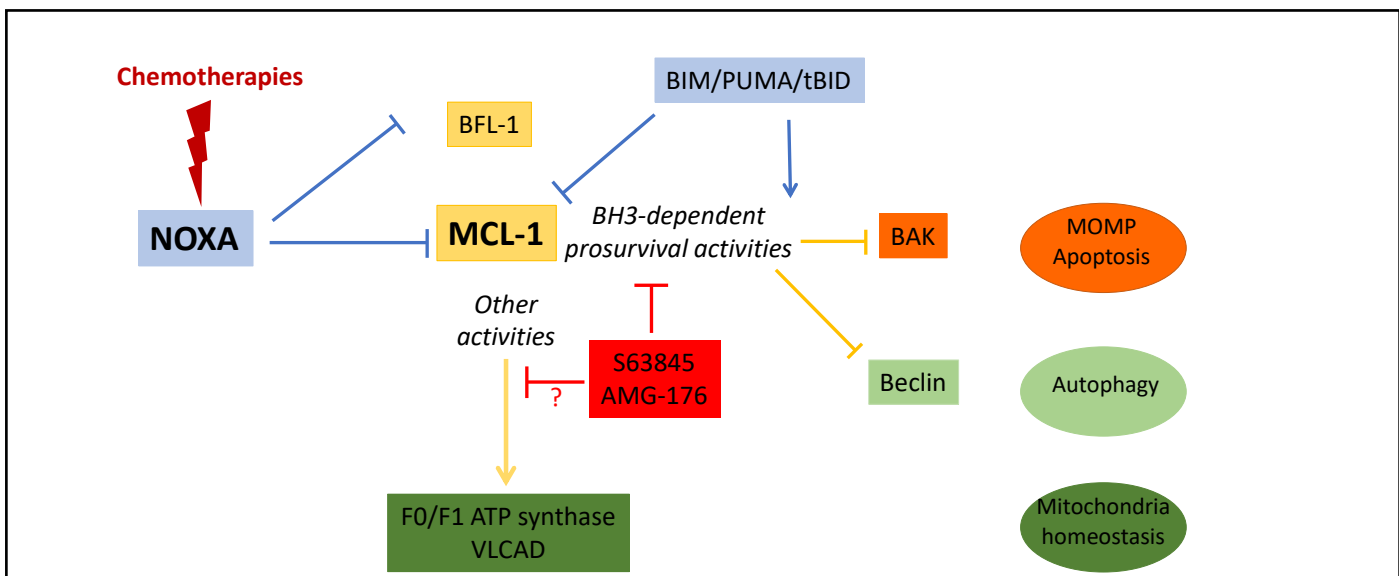 Chemotherapies
BIM/PUMA/tBID
BFL-1
NOXA
MCL-1
BH3-dependent
prosurvival activities
BAK
MOMP
Apoptosis
Other
activities
S63845
AMG-176
?
Beclin
Autophagy
F0/F1 ATP synthase
VLCAD
Mitochondria
homeostasis